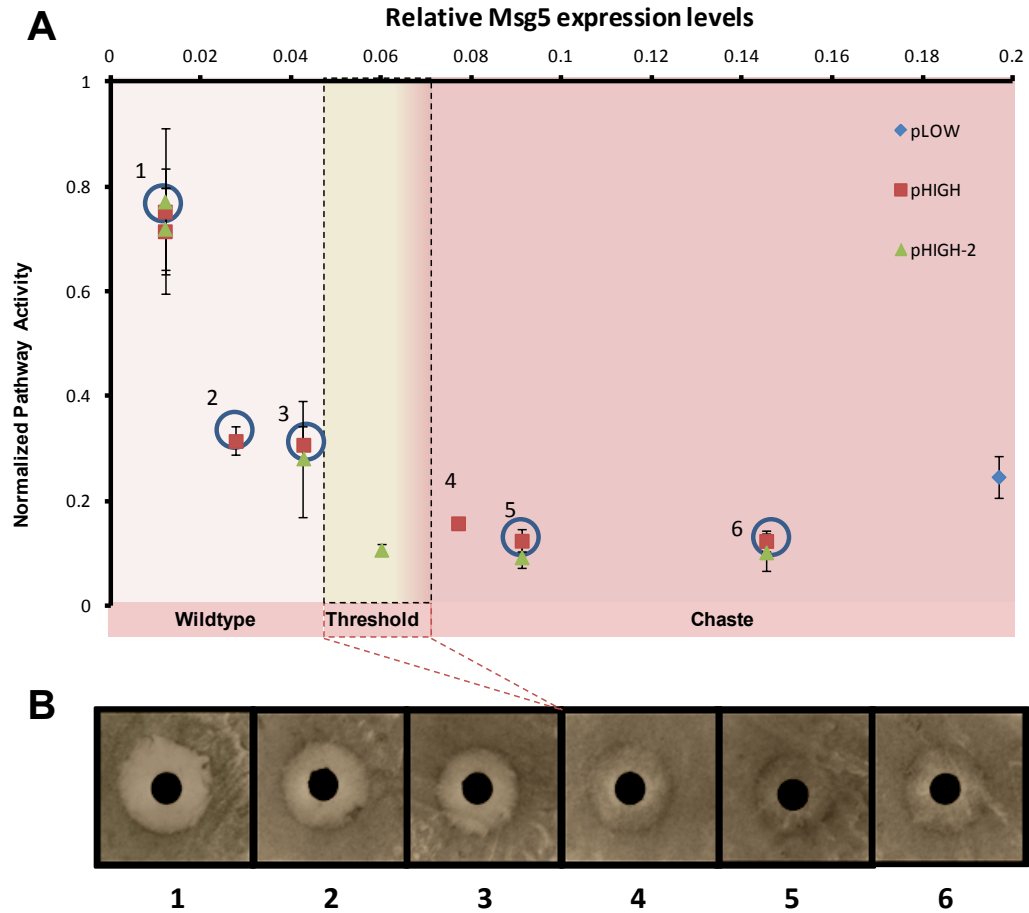 A
Relative Msg5 expression levels
0 0.02 0.04 0.06 0.08 0.1 0.12 0.14 0.16 0.18 0.2
Normalized Pathway Activity
1
0.8
0.6
0.4
0.2
0
1
2
3
4
5
6
pLOW
pHIGH
pHIGH-2
Wildtype Threshold Chaste
B
1 2 3 4 5 6